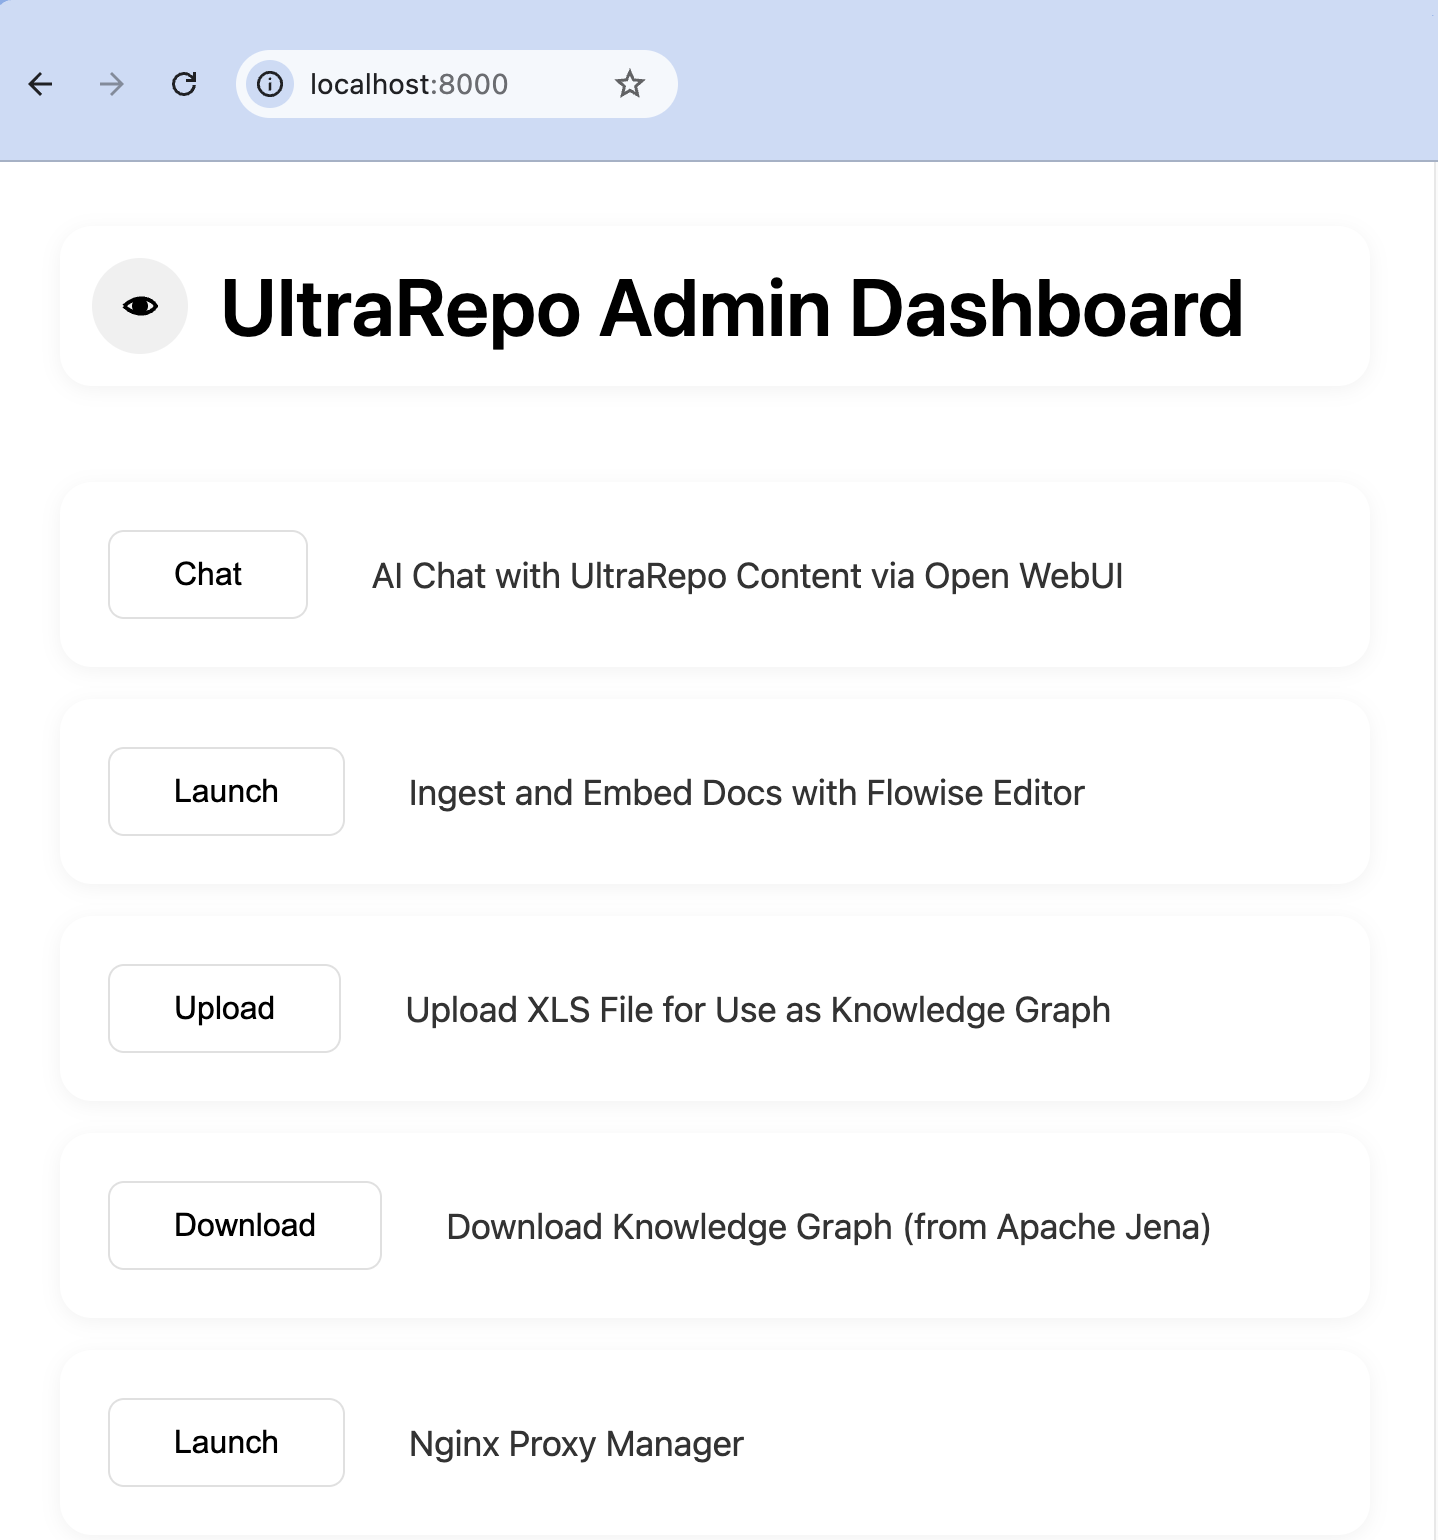 localhost:8000
UltraRepo Admin Dashboard
Chat AI Chat with UltraRepo Content via Open WebUI
Launch Ingest and Embed Docs with Flowise Editor
Upload Upload XLS File for Use as Knowledge Graph
Download Download Knowledge Graph (from Apache Jena)
Launch Nginx Proxy Manager